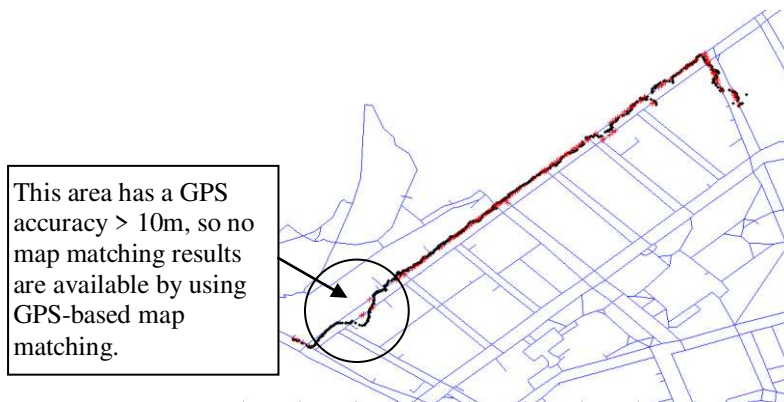 This area has a GPS
accuracy > 10m, so no
map matching results
are available by using
GPS-based map
matching.